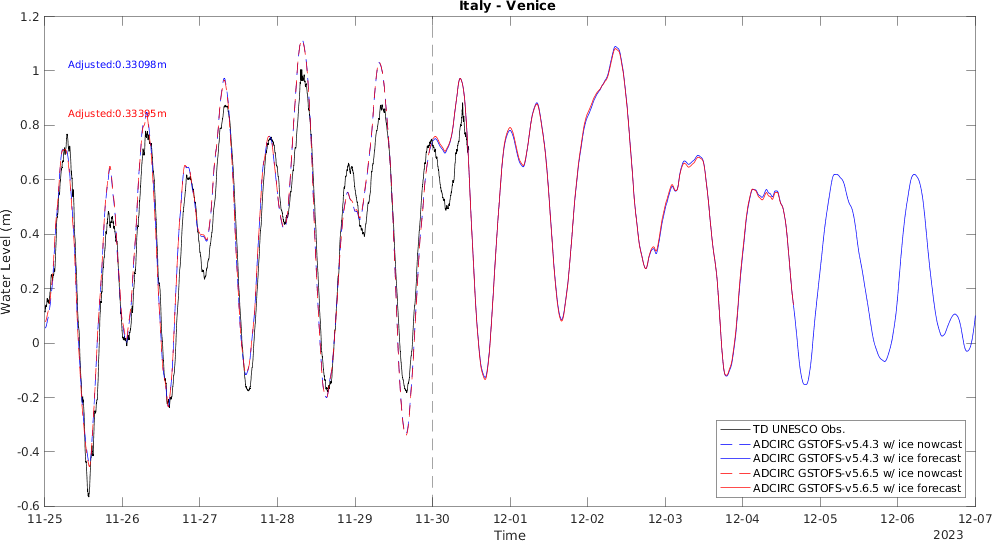 Italy - Venice
1.2
1
0.8
0.6
0.4
0.2
0
-0.2
-0.4
-0.6
Water Level (m)
Adjusted:0.33098m
Adjusted:0.33395m
TD UNESCO Obs.
ADCIRC GSTOFS-v5.4.3 w/ ice nowcast
ADCIRC GSTOFS-v5.4.3 w/ ice forecast
ADCIRC GSTOFS-v5.6.5 w/ ice nowcast
ADCIRC GSTOFS-v5.6.5 w/ ice forecast
11-25 11-26 11-27 11-28 11-29 11-30 12-01 12-02 12-03 12-04 12-05 12-06 12-07
Time
2023